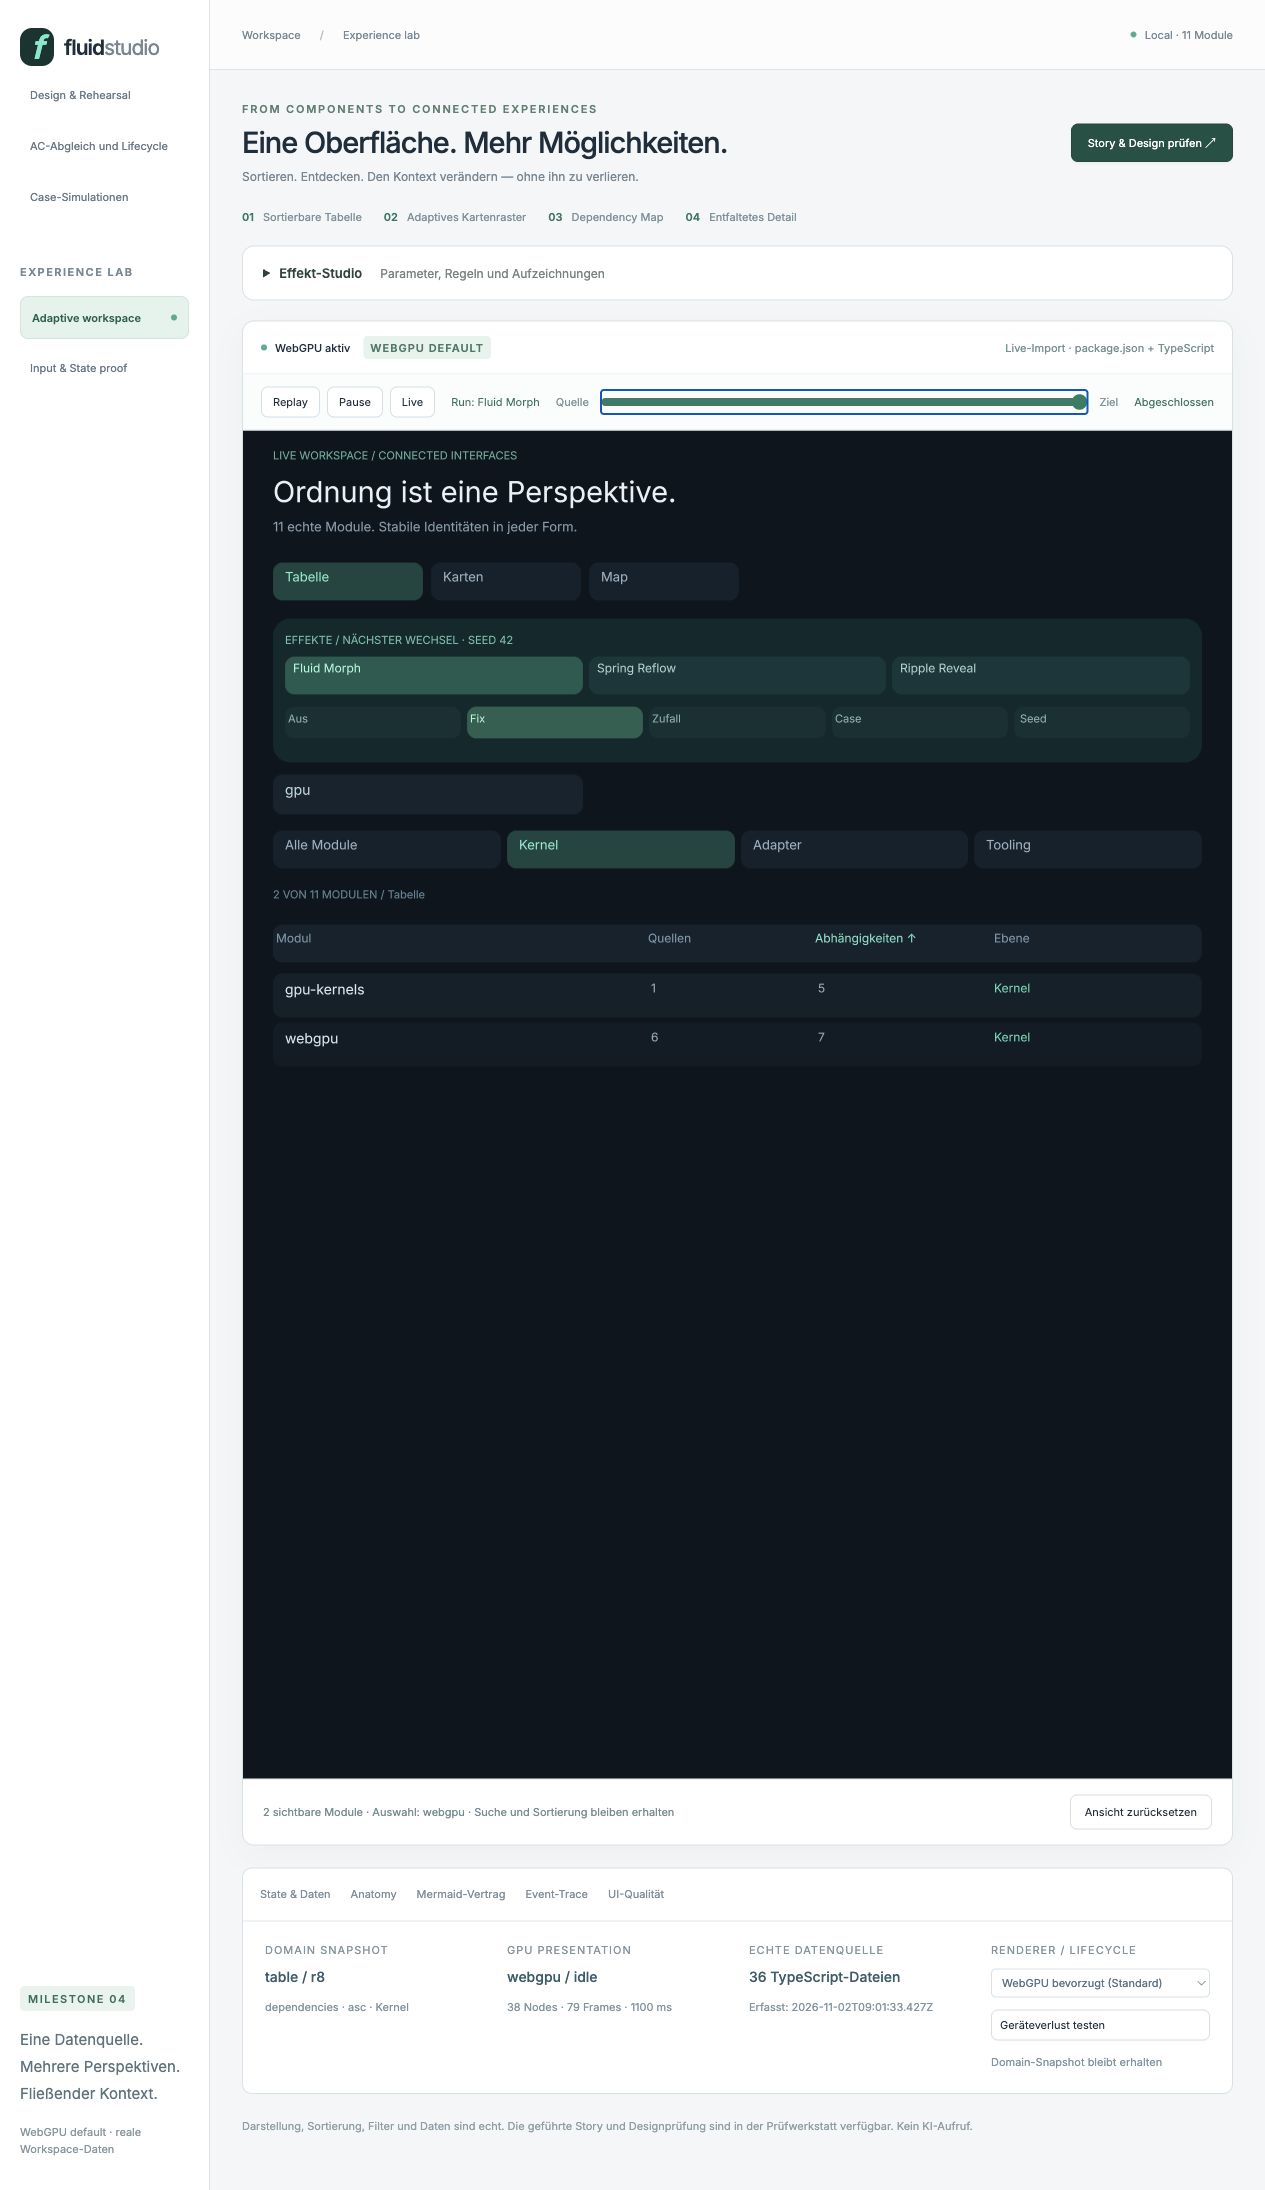 fluidstudio
Design & Rehearsal
AC-Abgleich und Lifecycle
Case-Simulationen
EXPERIENCE LAB
Adaptive workspace
Input & State proof
MILESTONE 04
Eine Datenquelle.
Mehrere Perspektiven.
Fließender Kontext.
WebGPU default · reale
Workspace-Daten
Workspace / Experience lab
Local · 11 Module
FROM COMPONENTS TO CONNECTED EXPERIENCES
Eine Oberfläche. Mehr Möglichkeiten.
Sortieren. Entdecken. Den Kontext verändern — ohne ihn zu verlieren.
Story & Design prüfen ↗
01 Sortierbare Tabelle 02 Adaptives Kartenraster 03 Dependency Map 04 Entfaltetes Detail
Effekt-Studio Parameter, Regeln und Aufzeichnungen
WebGPU aktiv WEBGPU DEFAULT Live-Import · package.json + TypeScript
Replay Pause Live Run: Fluid Morph Quelle Ziel Abgeschlossen
LIVE WORKSPACE / CONNECTED INTERFACES
Ordnung ist eine Perspektive.
11 echte Module. Stabile Identitäten in jeder Form.
Tabelle Karten Map
EFFEKTE / NÄCHSTER WECHSEL · SEED 42
Fluid Morph Spring Reflow Ripple Reveal
Aus Fix Zufall Case Seed
gpu
Alle Module Kernel Adapter Tooling
2 VON 11 MODULEN / Tabelle
Modul Quellen Abhängigkeiten ↑ Ebene
gpu-kernels 1 5 Kernel
webgpu 6 7 Kernel
2 sichtbare Module · Auswahl: webgpu · Suche und Sortierung bleiben erhalten
Ansicht zurücksetzen
State & Daten Anatomy Mermaid-Vertrag Event-Trace UI-Qualität
DOMAIN SNAPSHOT
table / r8
dependencies · asc · Kernel
GPU PRESENTATION
webgpu / idle
38 Nodes · 79 Frames · 1100 ms
ECHTE DATENQUELLE
36 TypeScript-Dateien
Erfasst: 2026-11-02T09:01:33.427Z
RENDERER / LIFECYCLE
WebGPU bevorzugt (Standard)
Geräteverlust testen
Domain-Snapshot bleibt erhalten
Darstellung, Sortierung, Filter und Daten sind echt. Die geführte Story und Designprüfung sind in der Prüfwerkstatt verfügbar. Kein KI-Aufruf.